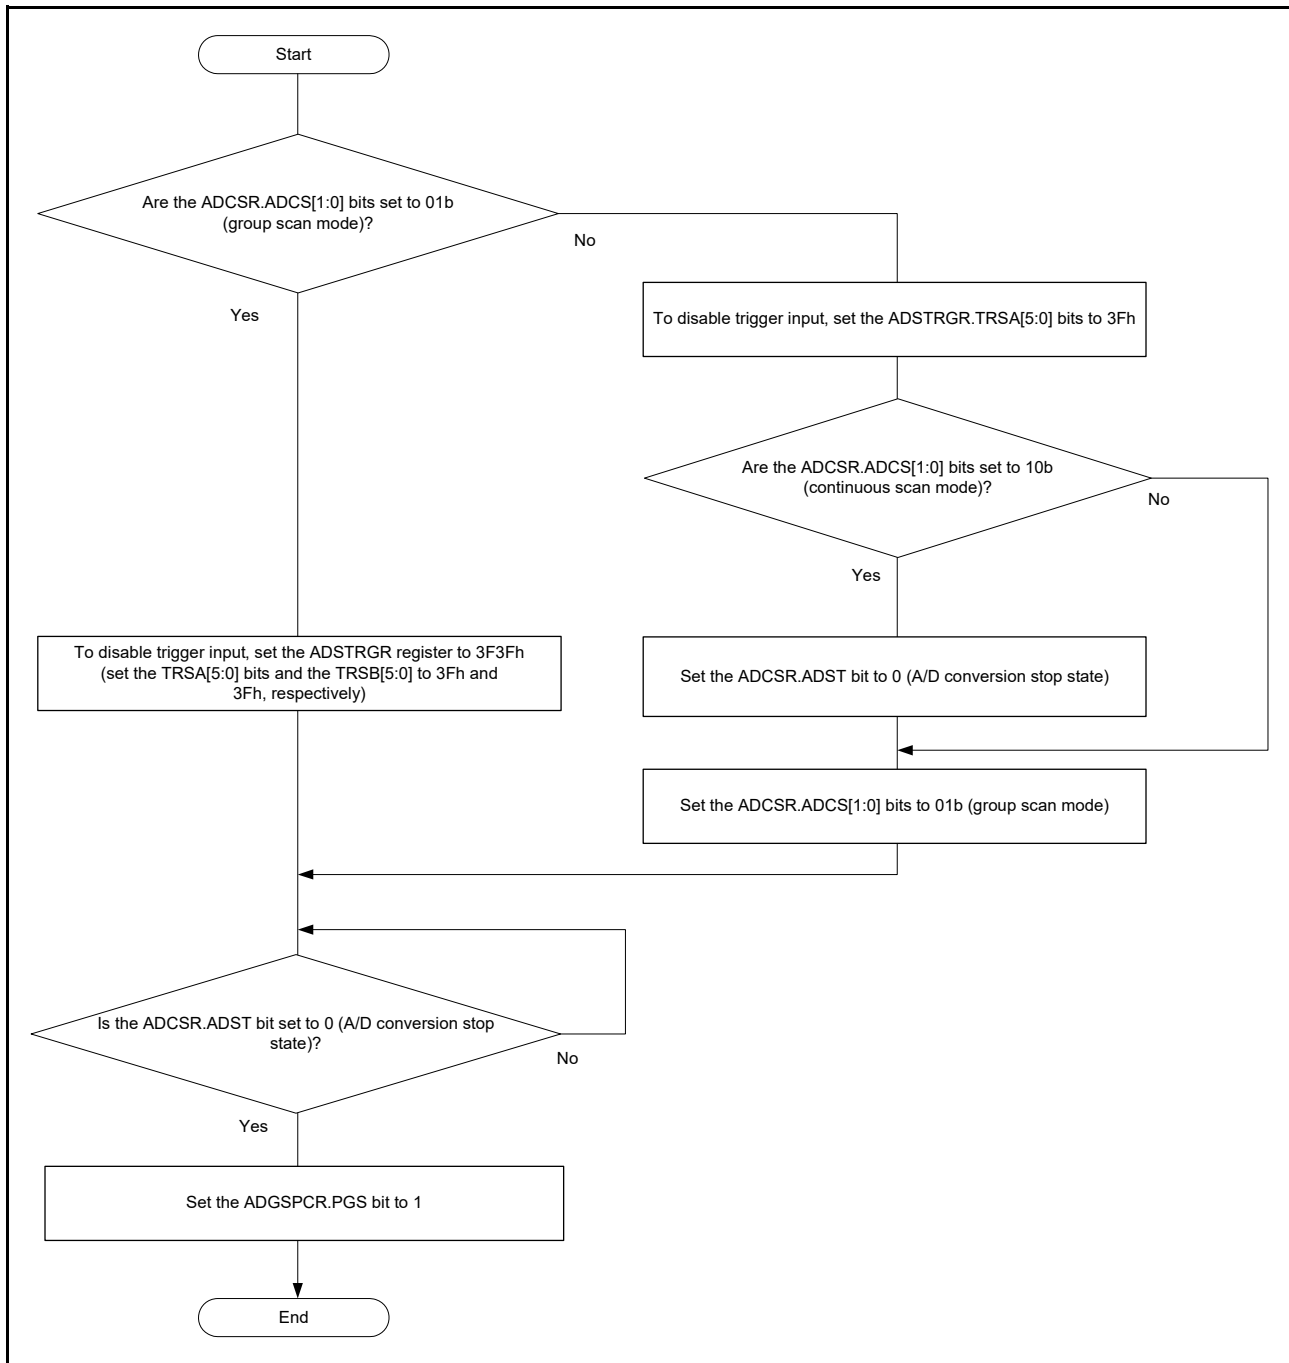 Start
Are the ADCSR.ADCS[1:0] bits set to 01b
(group scan mode)?
No
Yes
To disable trigger input, set the ADSTRGR.TRSA[5:0] bits to 3Fh
Are the ADCSR.ADCS[1:0] bits set to 10b
(continuous scan mode)?
No
Yes
To disable trigger input, set the ADSTRGR register to 3F3Fh
(set the TRSA[5:0] bits and the TRSB[5:0] to 3Fh and
3Fh, respectively)
Set the ADCSR.ADST bit to 0 (A/D conversion stop state)
Set the ADCSR.ADCS[1:0] bits to 01b (group scan mode)
Is the ADCSR.ADST bit set to 0 (A/D conversion stop
state)?
No
Yes
Set the ADGSPCR.PGS bit to 1
End